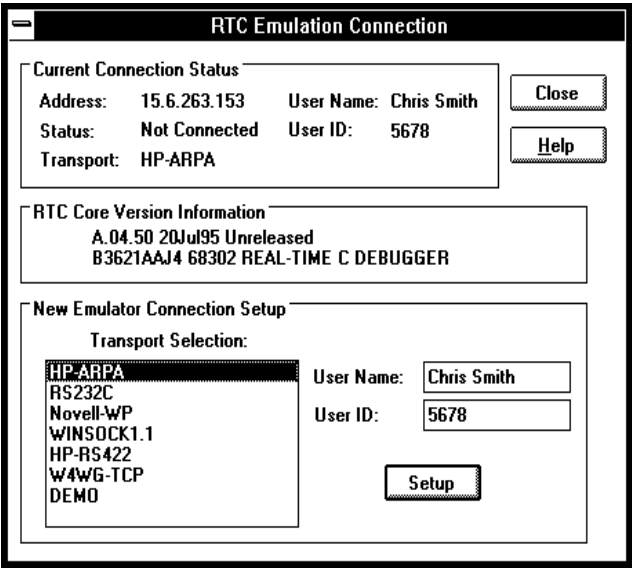 RTC Emulation Connection
Current Connection Status
Address: 15.6.263.153 User Name: Chris Smith
Status: Not Connected User ID: 5678
Transport: HP-ARPA
Close
Help
RTC Core Version Information
A.04.50 20Jul95 Unreleased
B3621AAJ4 68302 REAL-TIME C DEBUGGER
New Emulator Connection Setup
Transport Selection:
HP-ARPA
RS232C
Novell-WP
WINSOCK1.1
HP-RS422
W4WG-TCP
DEMO
User Name: Chris Smith
User ID: 5678
Setup